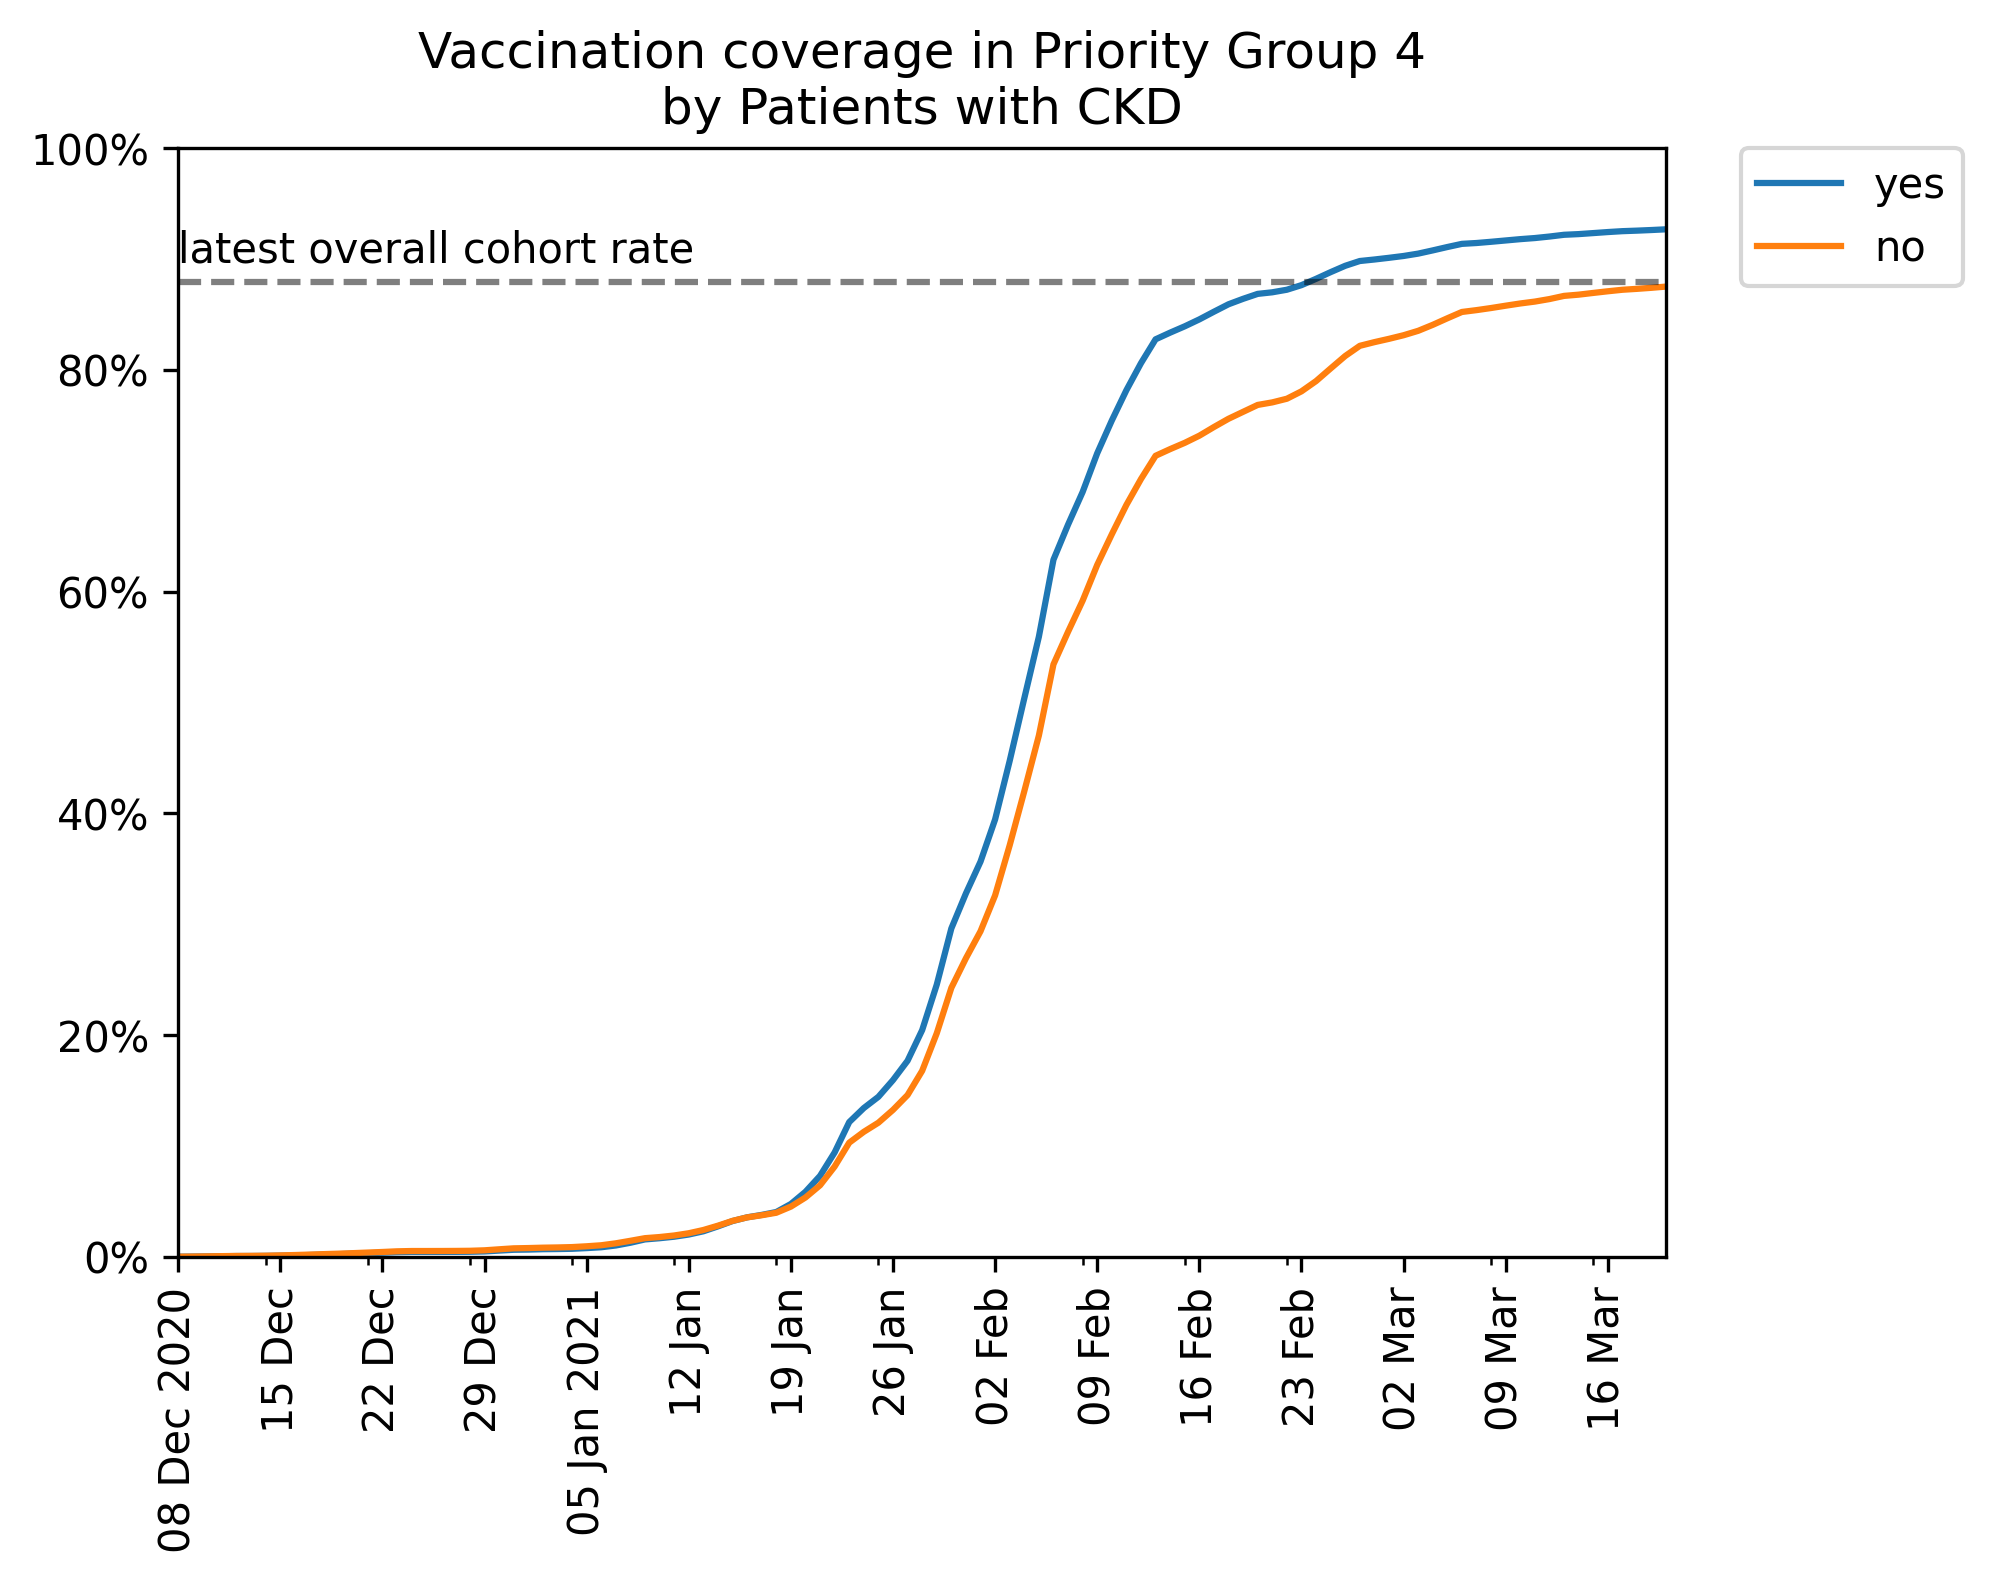 Vaccination coverage in Priority Group 4
by Patients with CKD
100%
80%
60%
40%
20%
0%
latest overall cohort rate
yes
no
08 Dec 2020
15 Dec
22 Dec
29 Dec
05 Jan 2021
12 Jan
19 Jan
26 Jan
02 Feb
09 Feb
16 Feb
23 Feb
02 Mar
09 Mar
16 Mar